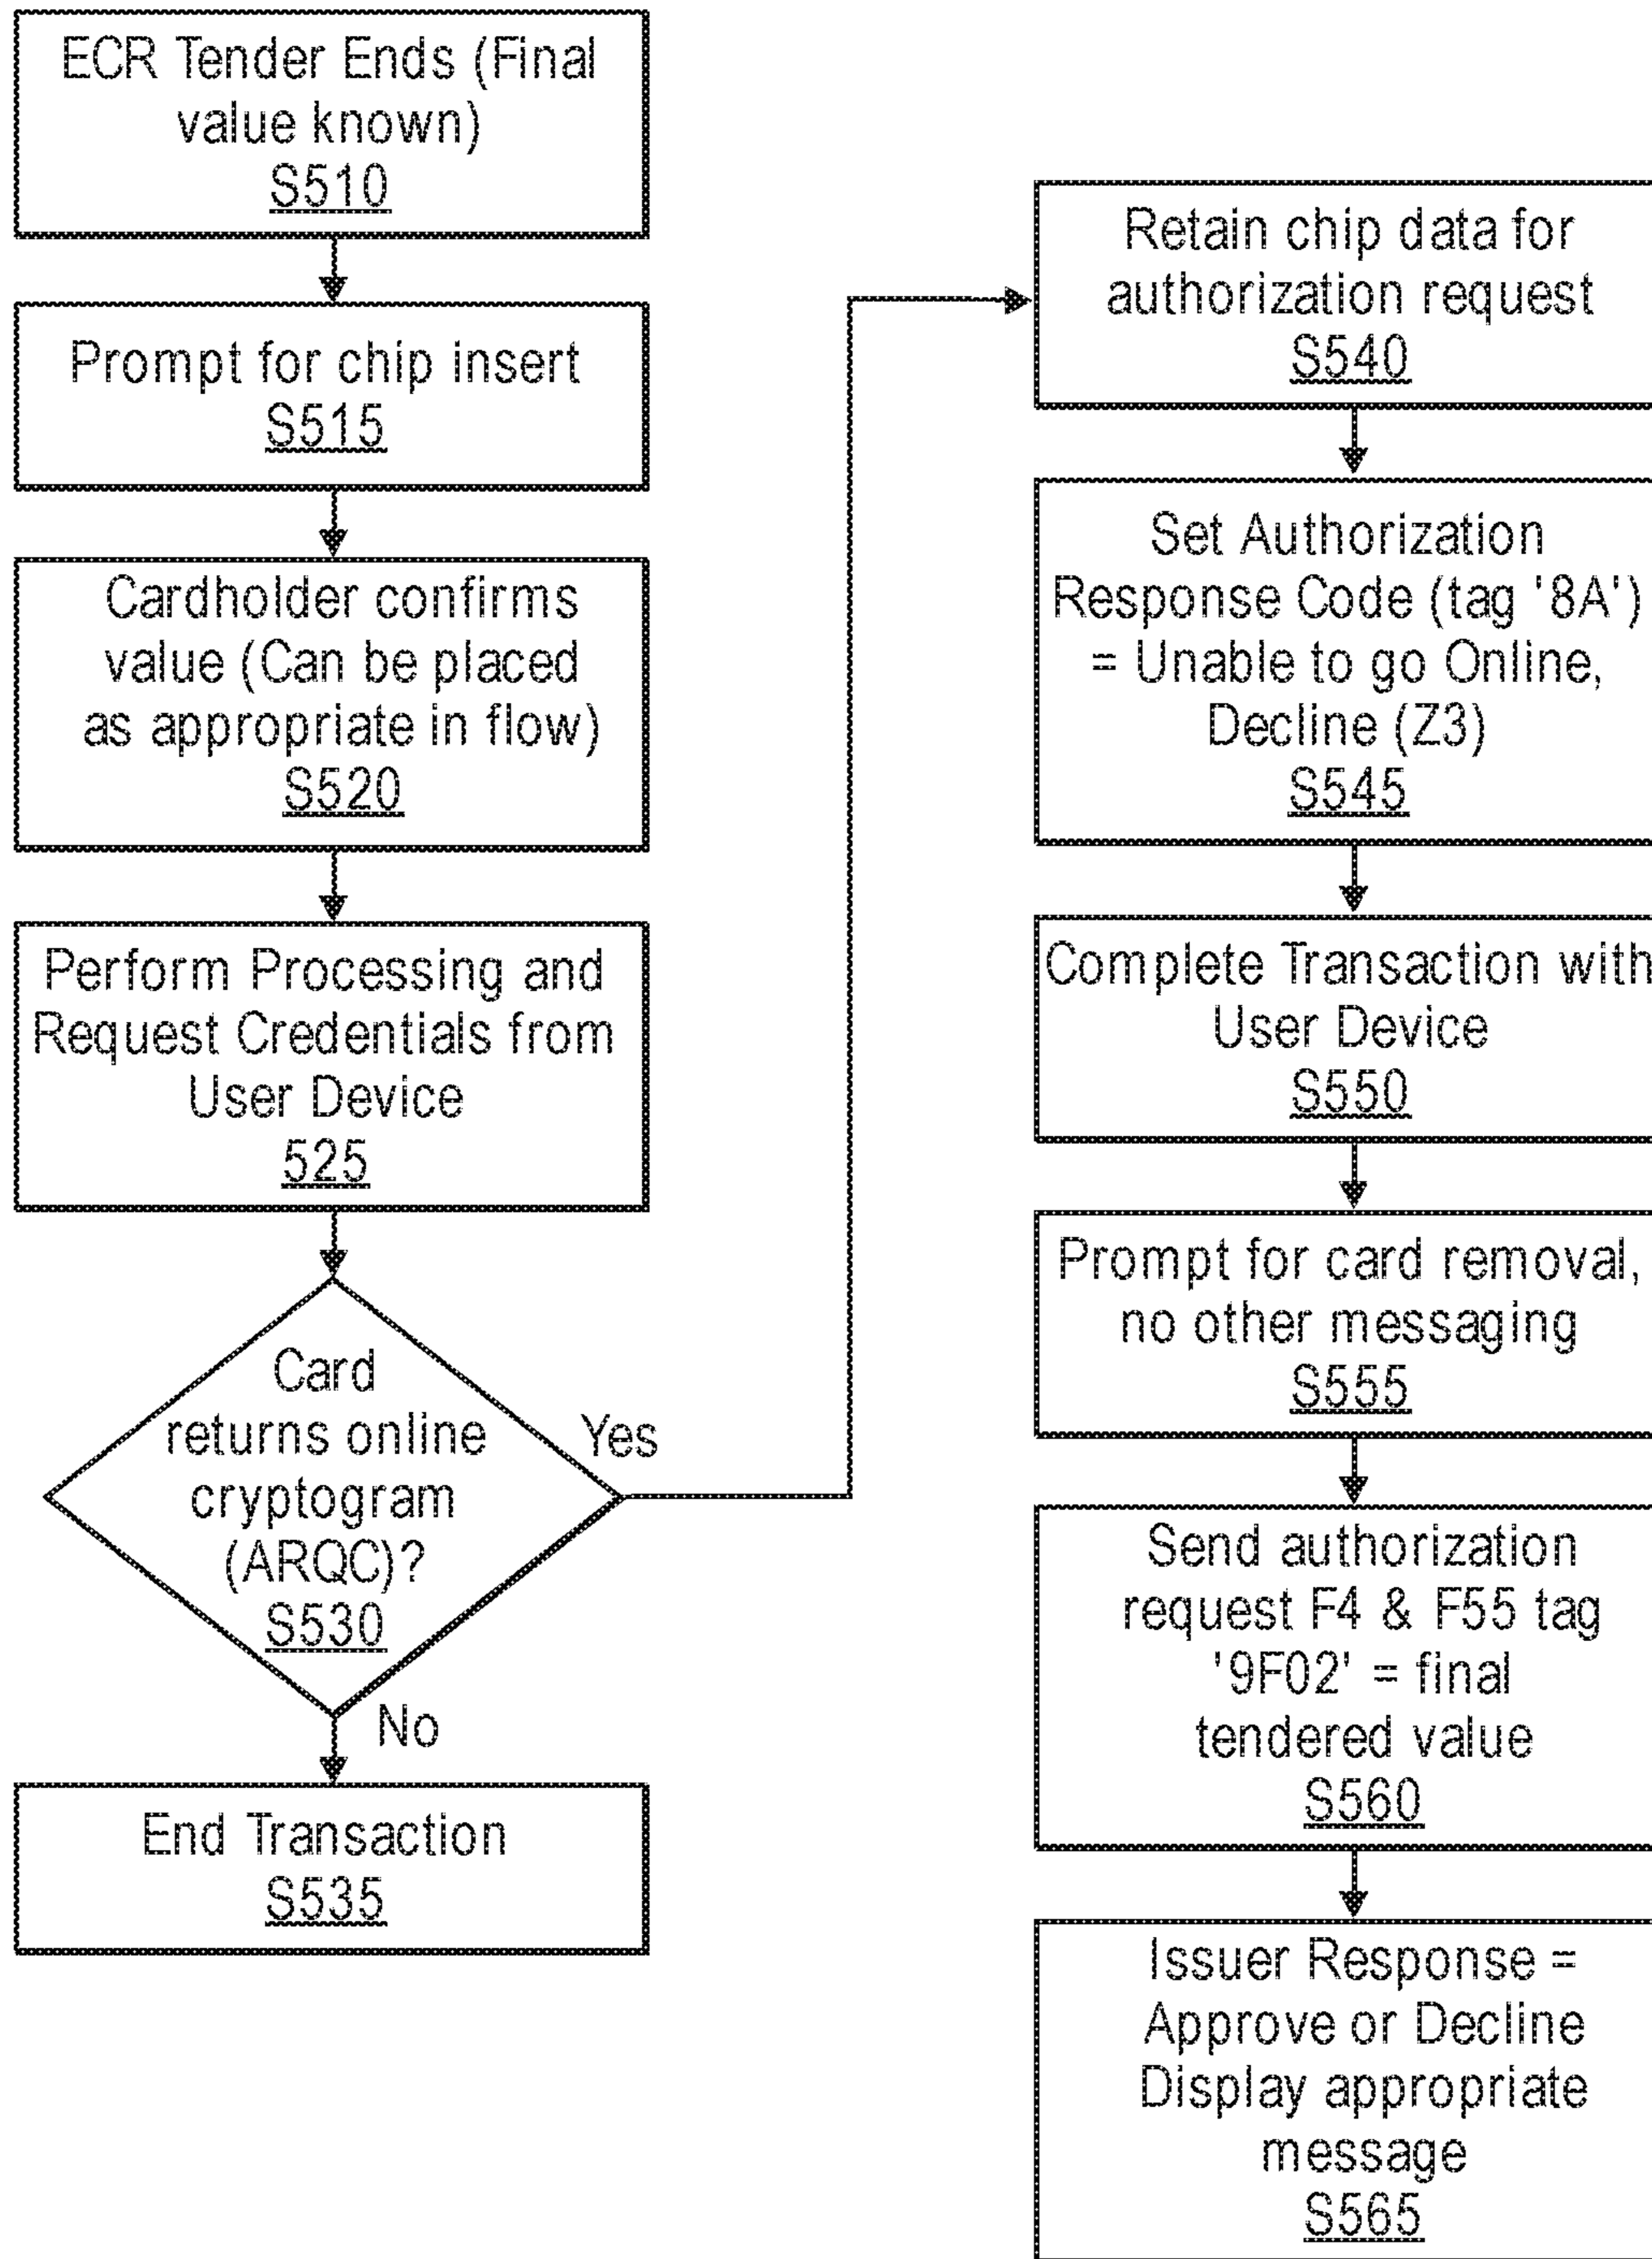 ECR Tender Ends (Final
value known)
S510
Prompt for chip insert
S515
Cardholder confirms
value (Can be placed
as appropriate in flow)
S520
Perform Processing and
Request Credentials from
User Device
525
Card
returns online
cryptogram
(ARQC)?
S530
Yes
No
End Transaction
S535
Retain chip data for
authorization request
S540
Set Authorization
Response Code (tag '8A')
= Unable to go Online,
Decline (Z3)
S545
Complete Transaction with
User Device
S550
Prompt for card removal,
no other messaging
S555
Send authorization
request F4 & F55 tag
'9F02' = final
tendered value
S560
Issuer Response =
Approve or Decline
Display appropriate
message
S565